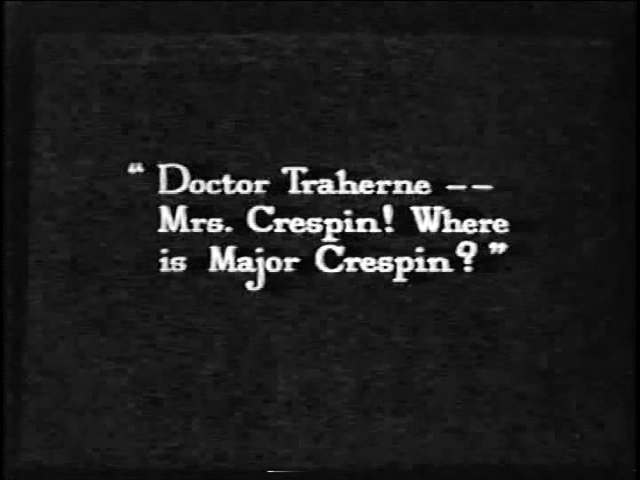 “ Doctor Traherne --
Mrs. Crespin! Where
is Major Crespin? ”